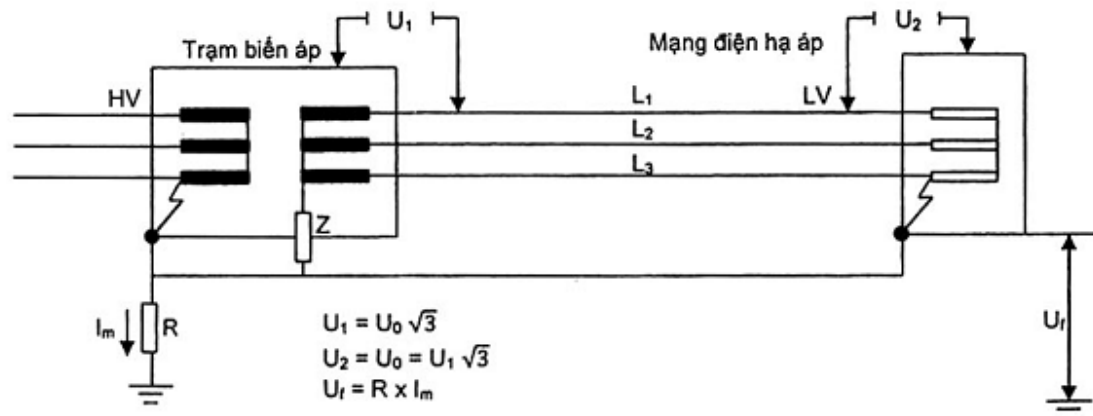 U₁
U₂
Trạm biến áp
Mạng điện hạ áp
HV
L₁
LV
L₂
L₃
Z
Iₘ
R
U₁ = U₀ √3
U₂ = U₀ = U₁ √3
U_f = R x Iₘ
U_f